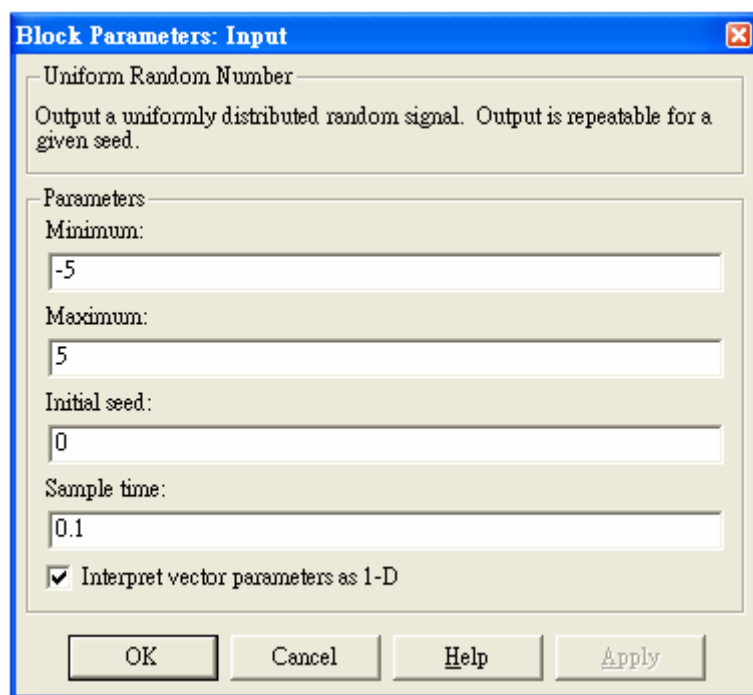 Block Parameters: Input
Uniform Random Number
Output a uniformly distributed random signal.  Output is repeatable for a
given seed.
Parameters
Minimum:
-5
Maximum:
5
Initial seed:
0
Sample time:
0.1
Interpret vector parameters as 1-D
OK
Cancel
Help
Apply